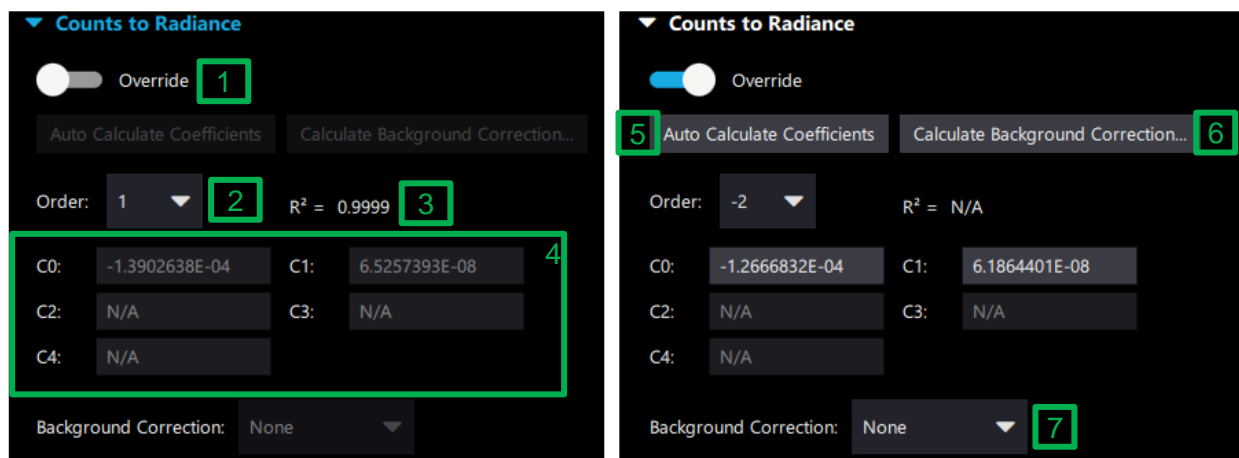 Counts to Radiance
Override 1
Auto Calculate Coefficients Calculate Background Correction...
Order: 1 2 R² = 0.9999 3
4
C0: -1.3902638E-04 C1: 6.5257393E-08
C2: N/A C3: N/A
C4: N/A
Background Correction: None
Counts to Radiance
Override
5 Auto Calculate Coefficients Calculate Background Correction... 6
Order: -2 R² = N/A
C0: -1.2666832E-04 C1: 6.1864401E-08
C2: N/A C3: N/A
C4: N/A
Background Correction: None 7